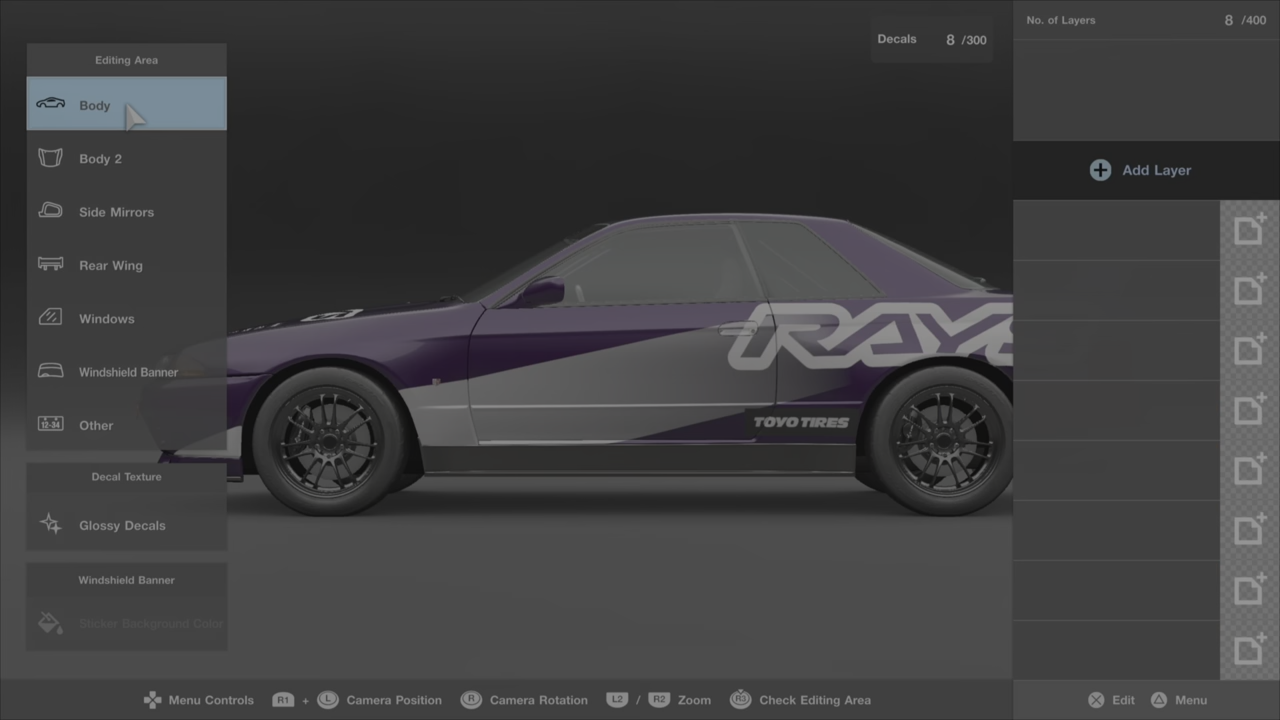 Editing Area
Body
Body 2
Side Mirrors
Rear Wing
Windows
Windshield Banner
12-34
Other
Decal Texture
Glossy Decals
Windshield Banner
Sticker Background Color
Decals 8 /300
No. of Layers 8 /400
Add Layer
RAYS
TOYO TIRES
Menu Controls R1 + L Camera Position R Camera Rotation L2 / R2 Zoom R3 Check Editing Area
Edit Menu